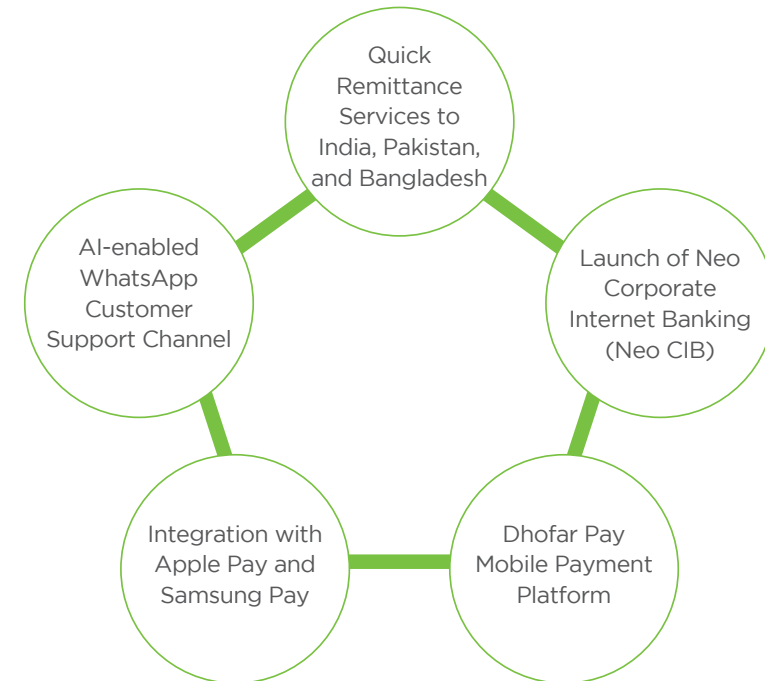 Quick
Remittance
Services to
India, Pakistan,
and Bangladesh
AI-enabled
WhatsApp
Customer
Support Channel
Launch of Neo
Corporate
Internet Banking
(Neo CIB)
Integration with
Apple Pay and
Samsung Pay
Dhofar Pay
Mobile Payment
Platform